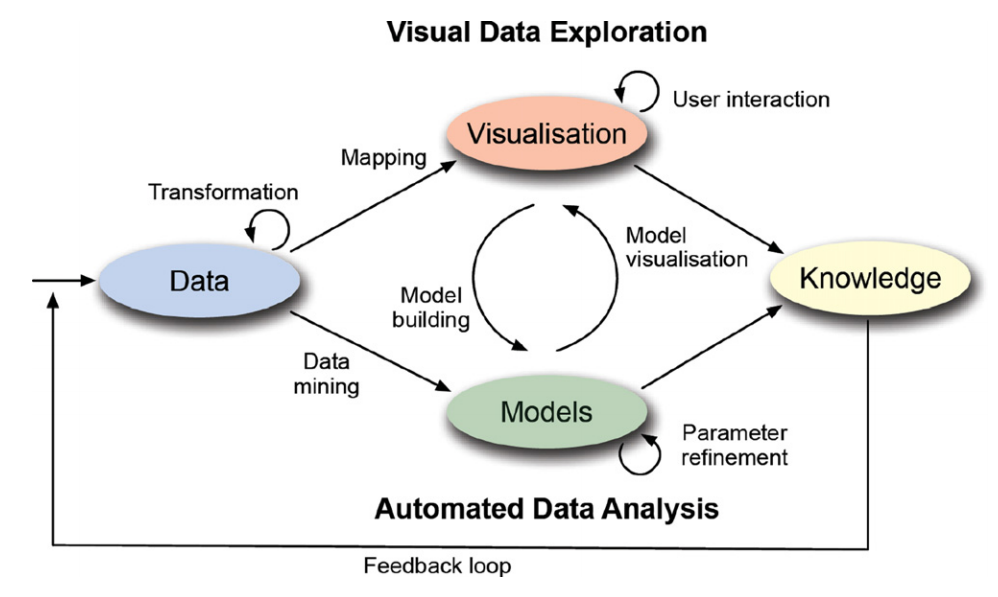 Visual Data Exploration
User interaction
Visualisation
Mapping
Transformation
Model
visualisation
Data
Knowledge
Model
building
Data
mining
Models
Parameter
refinement
Automated Data Analysis
Feedback loop